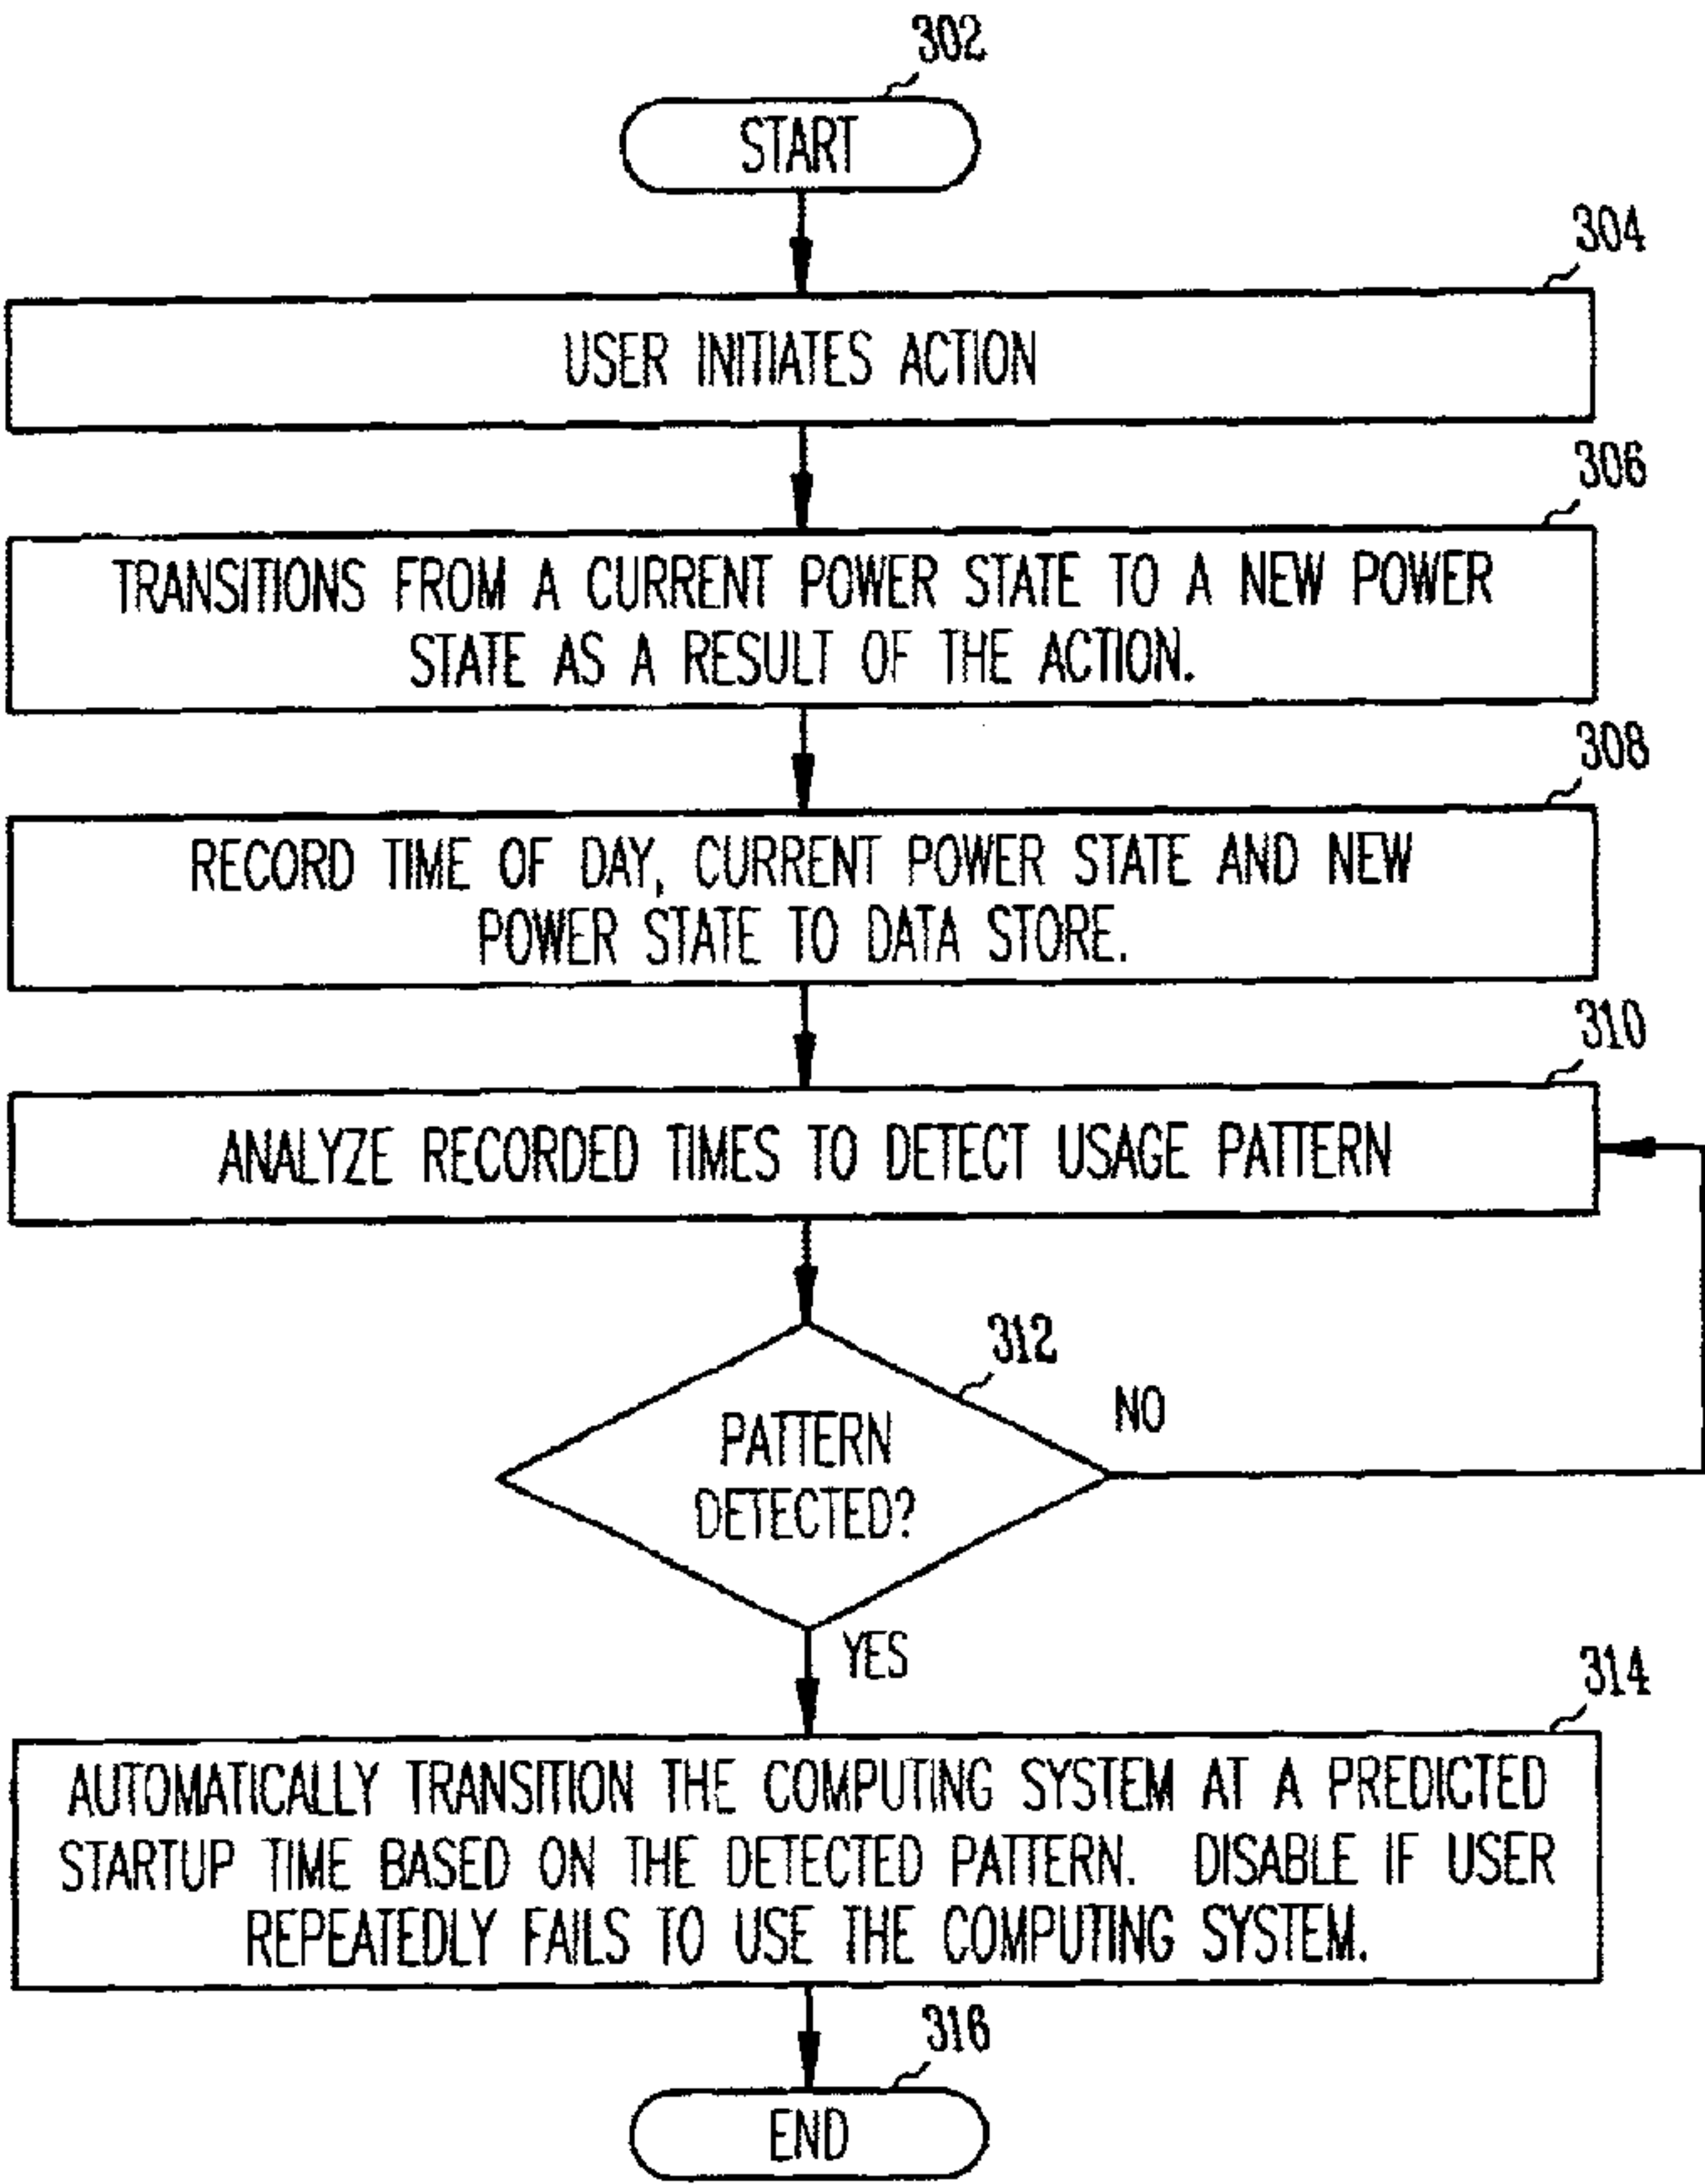 302
START
304
USER INITIATES ACTION
306
TRANSITIONS FROM A CURRENT POWER STATE TO A NEW POWER
STATE AS A RESULT OF THE ACTION.
308
RECORD TIME OF DAY, CURRENT POWER STATE AND NEW
POWER STATE TO DATA STORE.
310
ANALYZE RECORDED TIMES TO DETECT USAGE PATTERN
312
NO
PATTERN
DETECTED?
YES
314
AUTOMATICALLY TRANSITION THE COMPUTING SYSTEM AT A PREDICTED
STARTUP TIME BASED ON THE DETECTED PATTERN. DISABLE IF USER
REPEATEDLY FAILS TO USE THE COMPUTING SYSTEM.
316
END